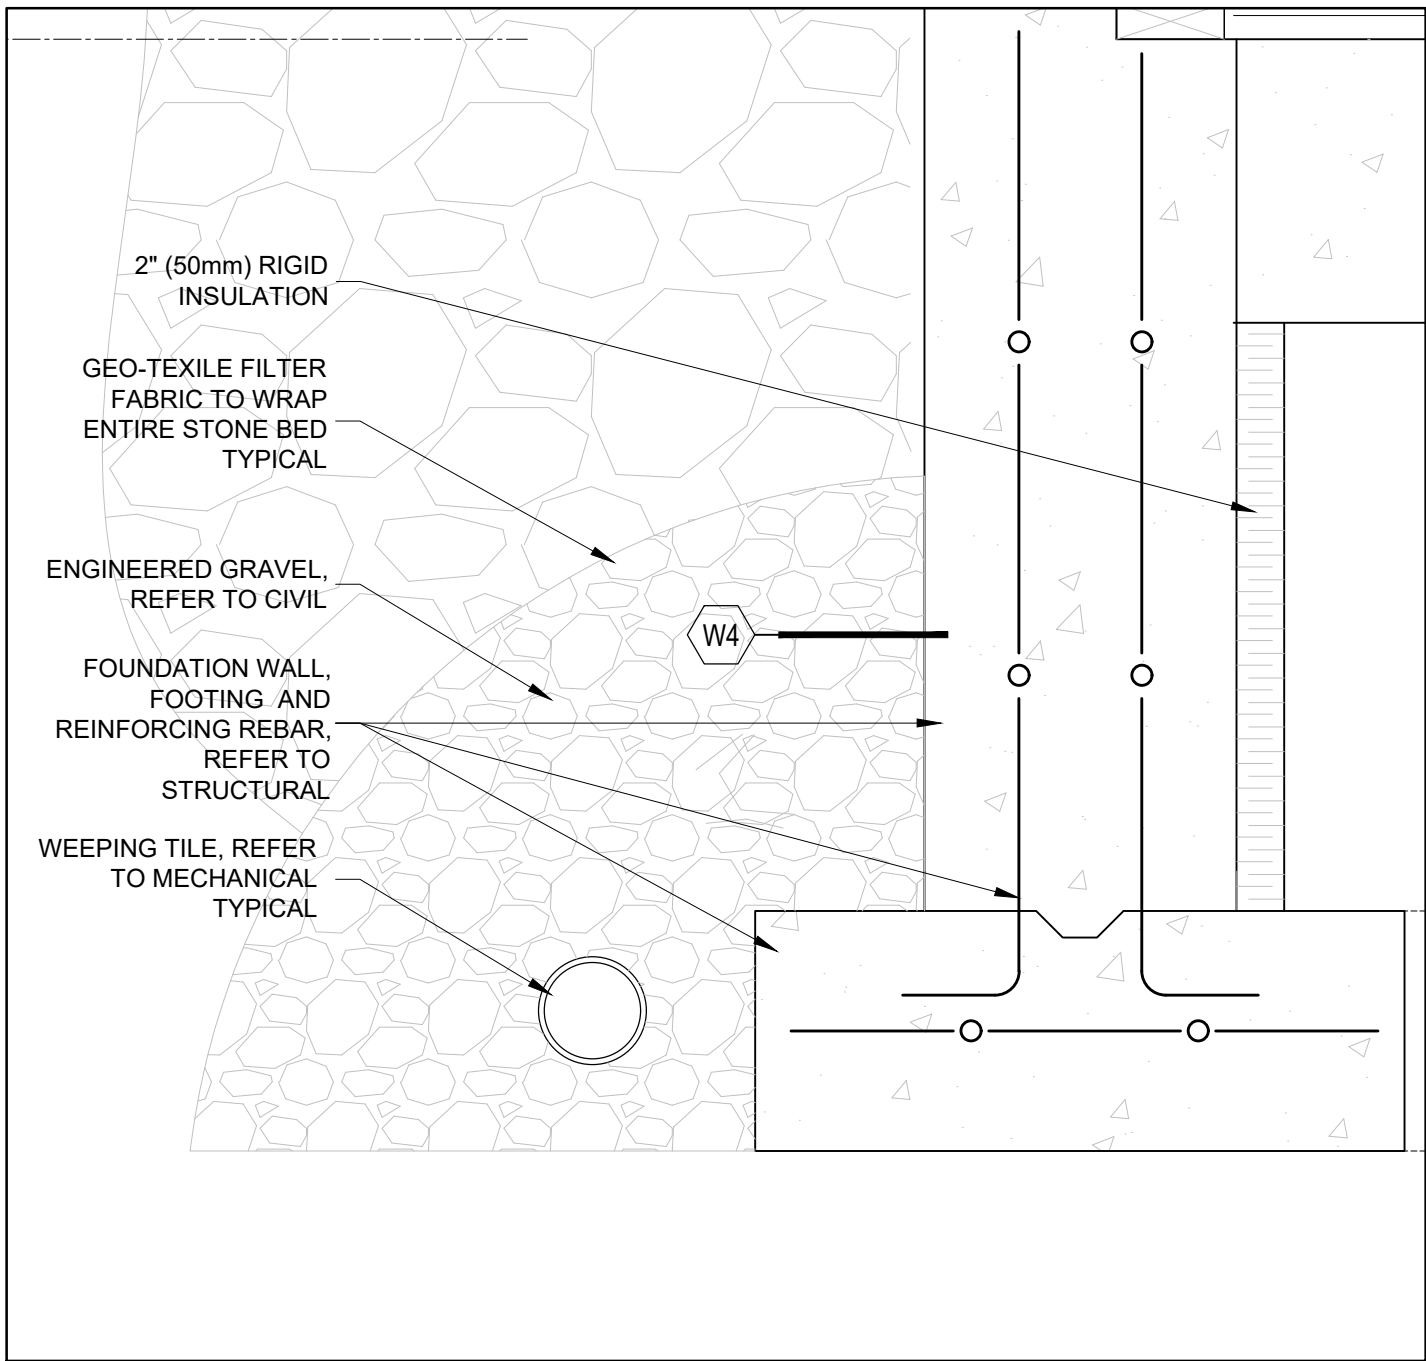 2" (50mm) RIGID
INSULATION
GEO-TEXILE FILTER
FABRIC TO WRAP
ENTIRE STONE BED
TYPICAL
ENGINEERED GRAVEL,
REFER TO CIVIL
W4
FOUNDATION WALL,
FOOTING AND
REINFORCING REBAR,
REFER TO
STRUCTURAL
WEEPING TILE, REFER
TO MECHANICAL
TYPICAL